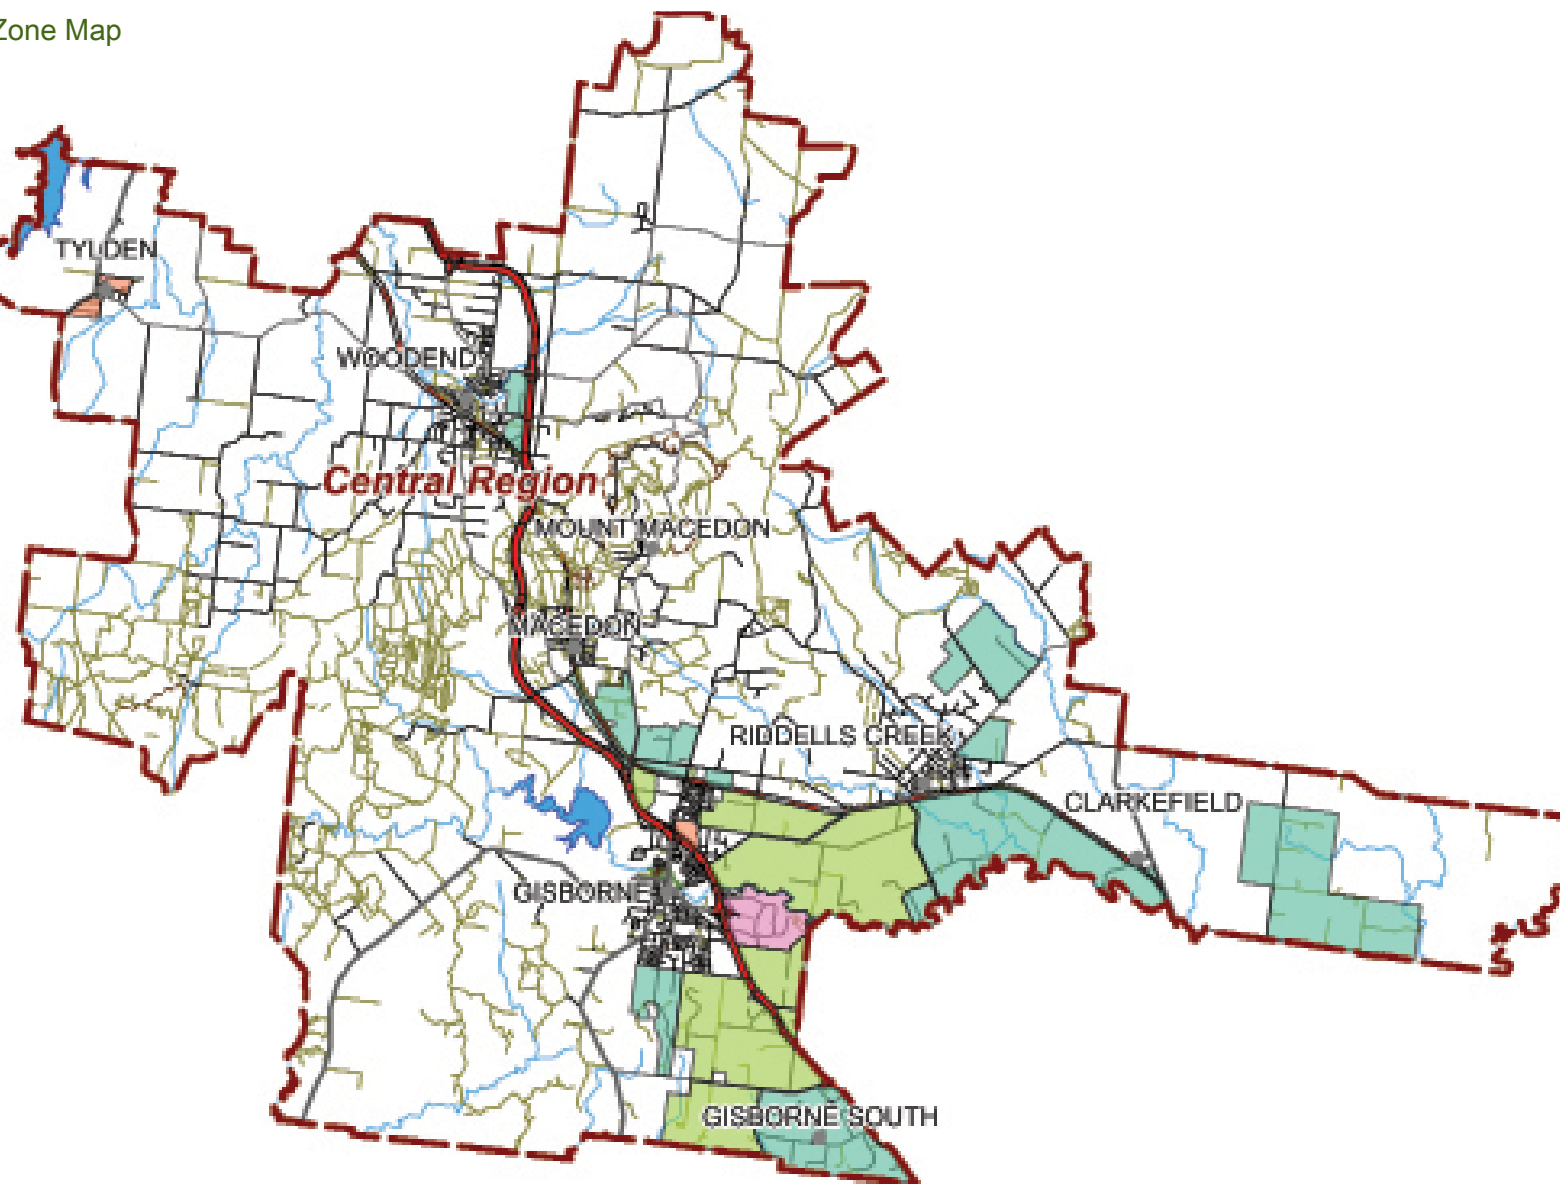 Zone Map
TYLDEN
WOODEND
Central Region
MOUNT MACEDON
MACEDON
RIDDELLS CREEK
CLARKEFIELD
GISBORNE
GISBORNE SOUTH